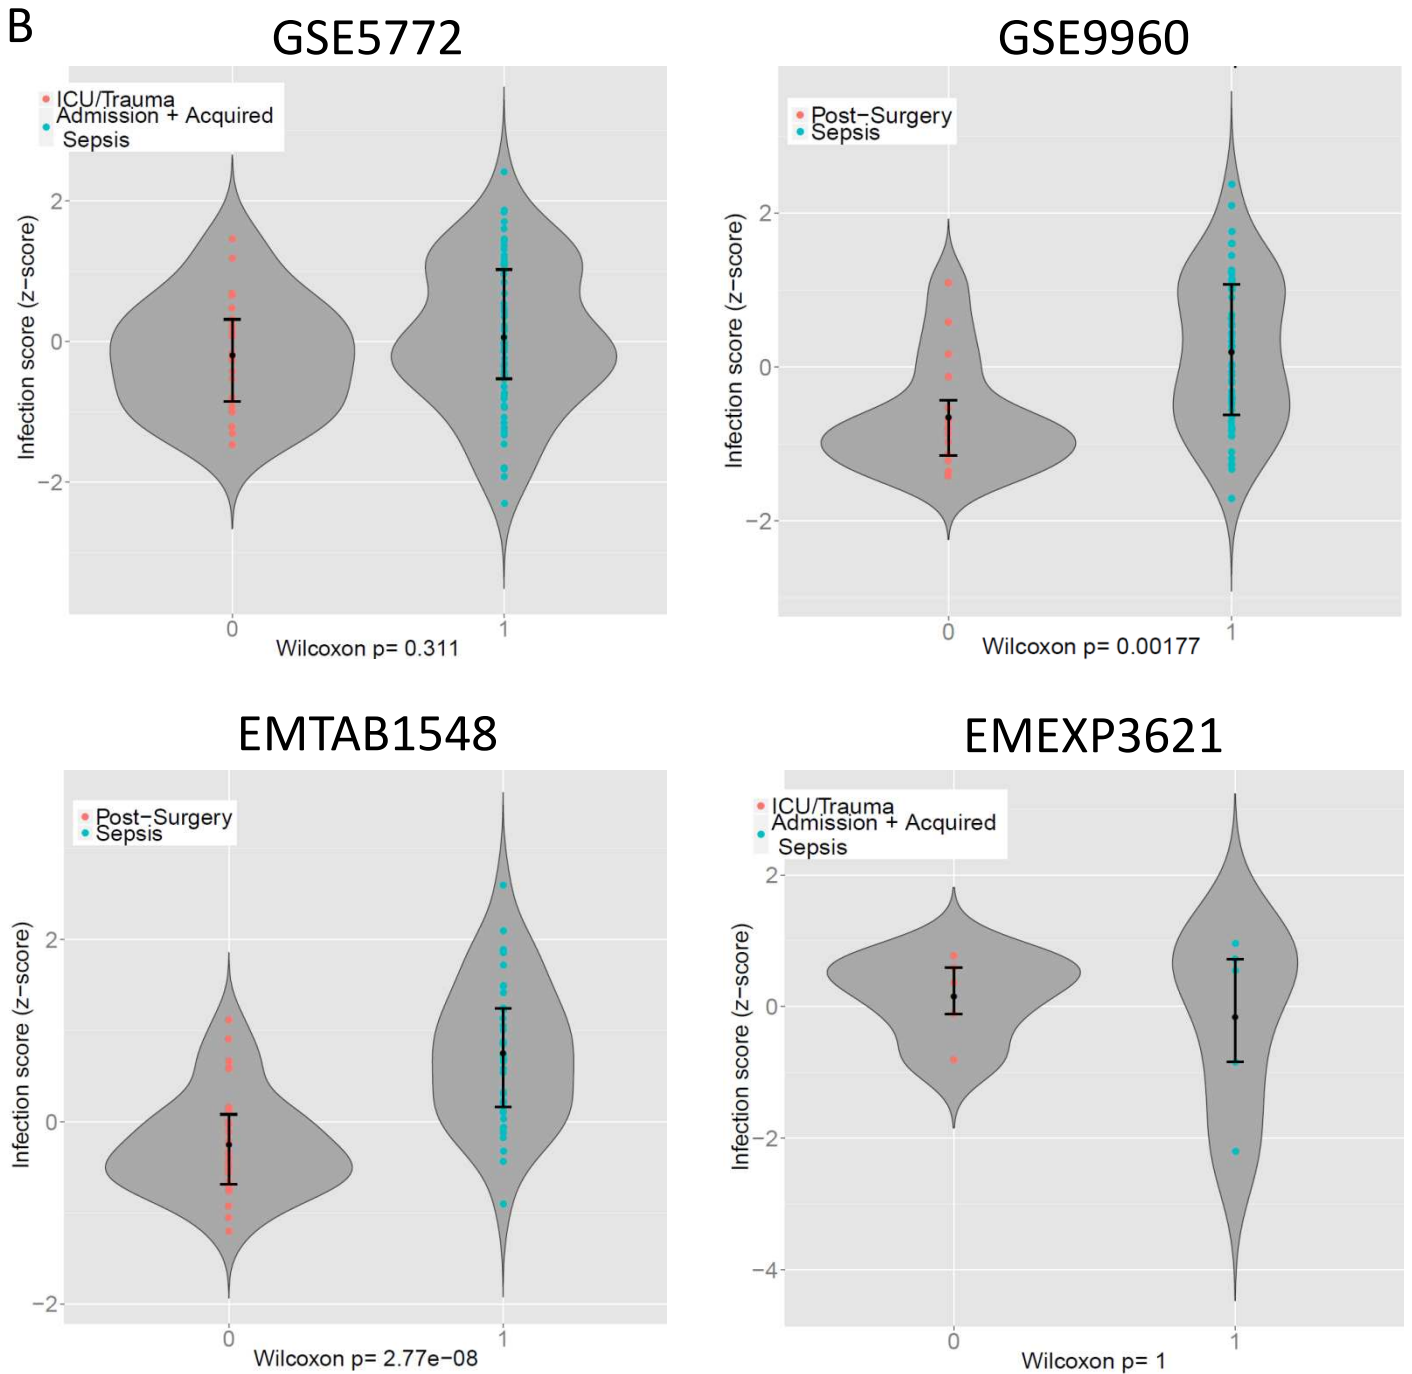 B
GSE5772
ICU/Trauma
Admission + Acquired
Sepsis
Infection score (z−score)
2
0
−2
0
1
Wilcoxon p= 0.311
GSE9960
Post−Surgery
Sepsis
Infection score (z−score)
2
0
−2
0
1
Wilcoxon p= 0.00177
EMTAB1548
Post−Surgery
Sepsis
Infection score (z−score)
2
0
−2
0
1
Wilcoxon p= 2.77e−08
EMEXP3621
ICU/Trauma
Admission + Acquired
Sepsis
Infection score (z−score)
2
0
−2
−4
0
1
Wilcoxon p= 1